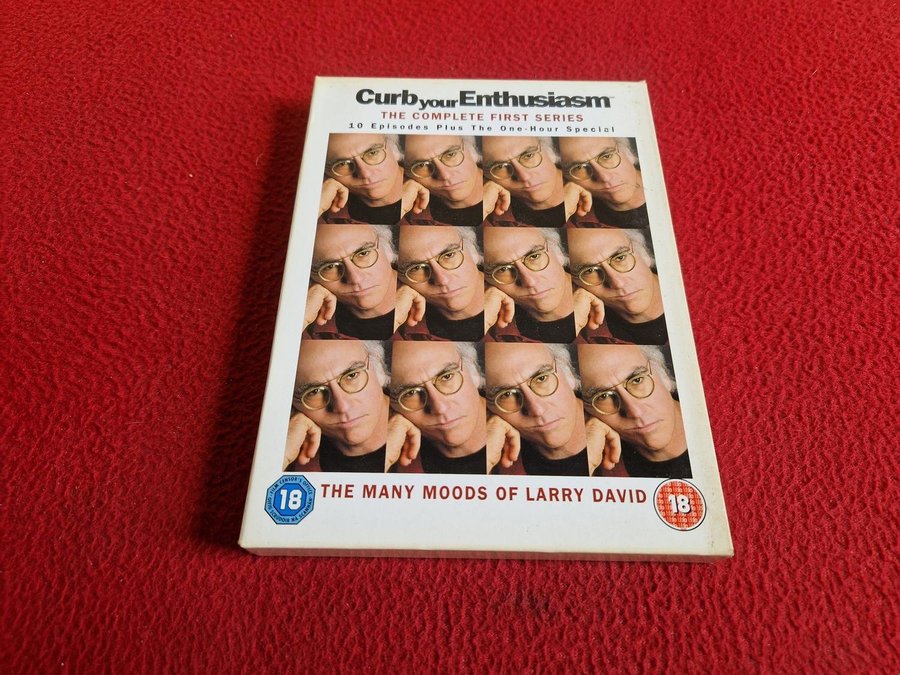 Curb your Enthusiasm™
THE COMPLETE FIRST SERIES
10 Episodes Plus The One-Hour Special
18
THE MANY MOODS OF LARRY DAVID
18